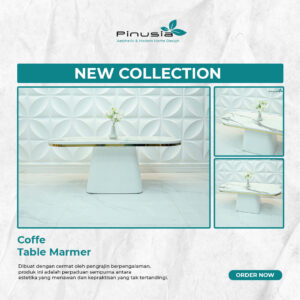 Pinusia
Aesthetic & Modern Home Design
NEW COLLECTION
Coffe
Table Marmer
Dibuat dengan cermat oleh pengrajin berpengalaman,
produk ini adalah perpaduan sempurna antara
estetika yang menawan dan kepraktisan yang tak tertandingi.
ORDER NOW